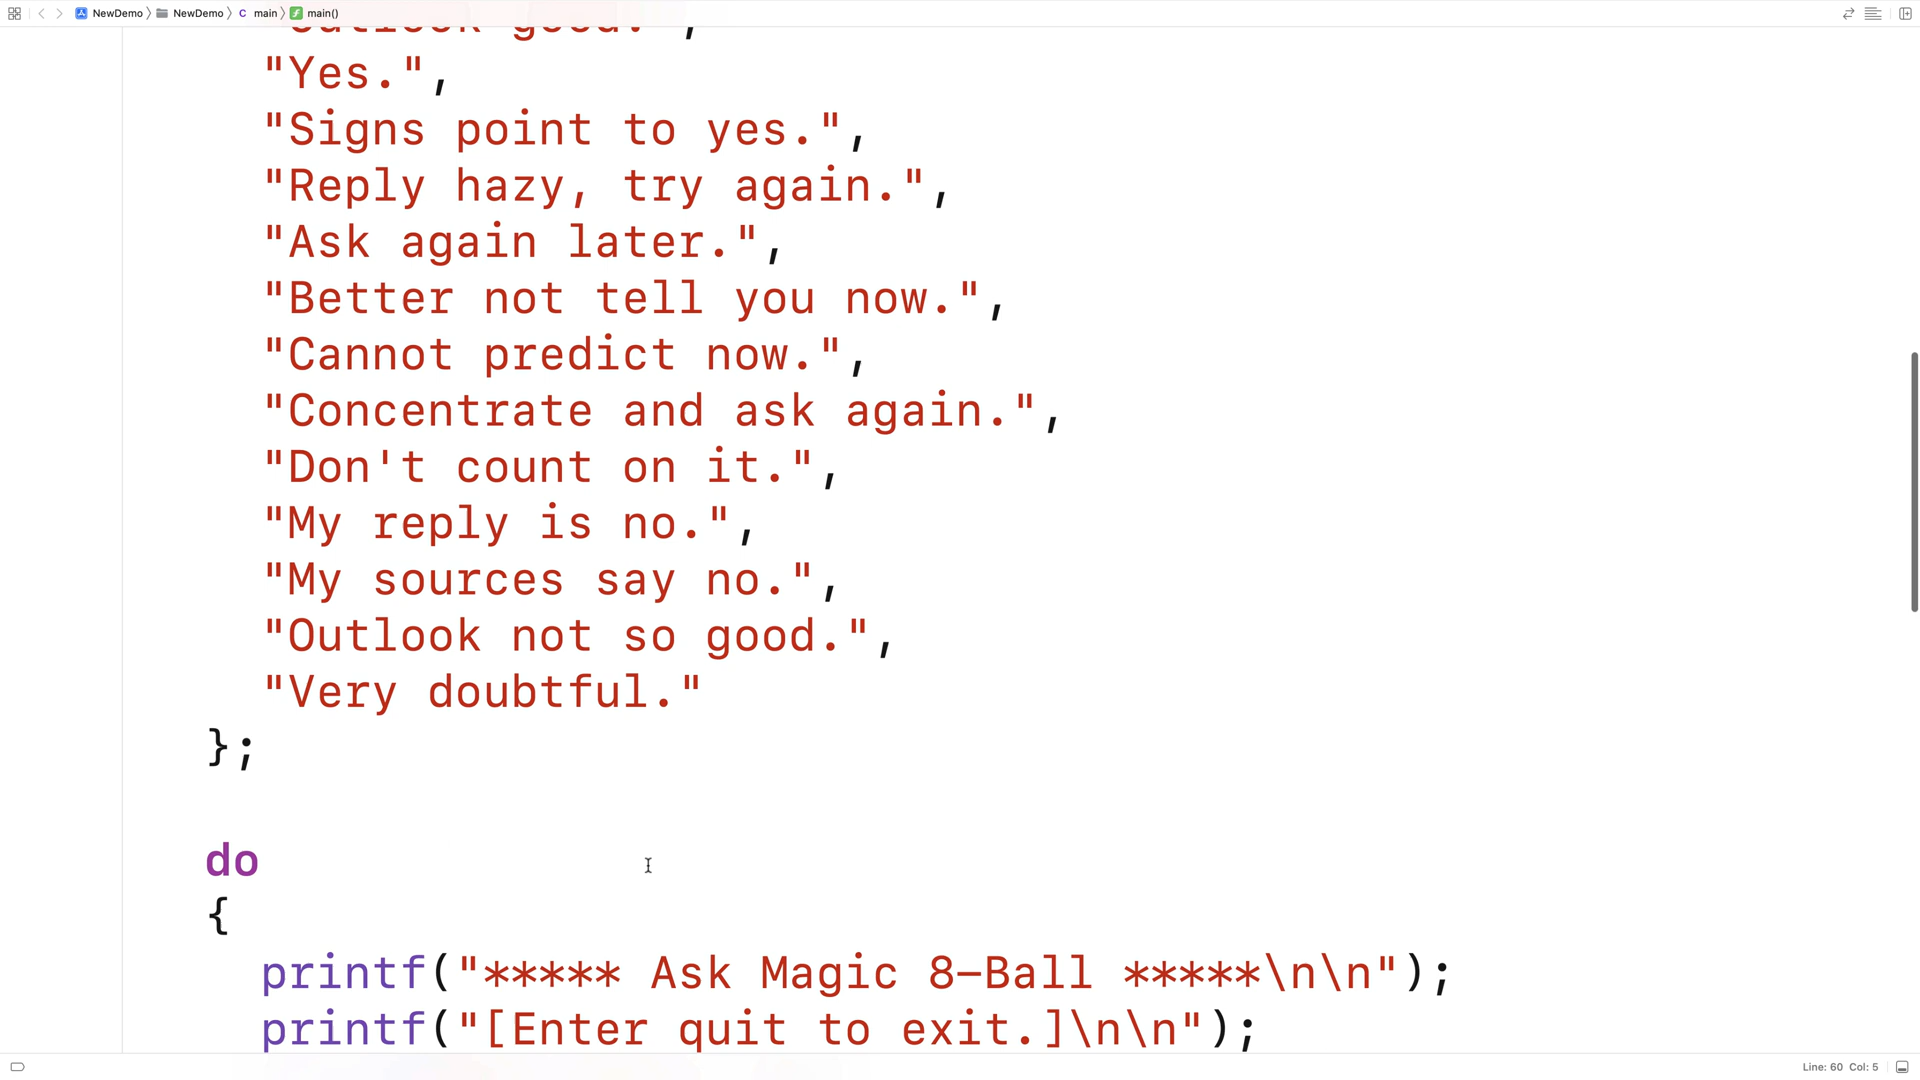 NewDemo 〉 NewDemo 〉 C main 〉 f main()
"Outlook good.",
"Yes.",
"Signs point to yes.",
"Reply hazy, try again.",
"Ask again later.",
"Better not tell you now.",
"Cannot predict now.",
"Concentrate and ask again.",
"Don't count on it.",
"My reply is no.",
"My sources say no.",
"Outlook not so good.",
"Very doubtful."
};
do
{
printf("***** Ask Magic 8-Ball *****\n\n");
printf("[Enter quit to exit.]\n\n");
Line: 60 Col: 5